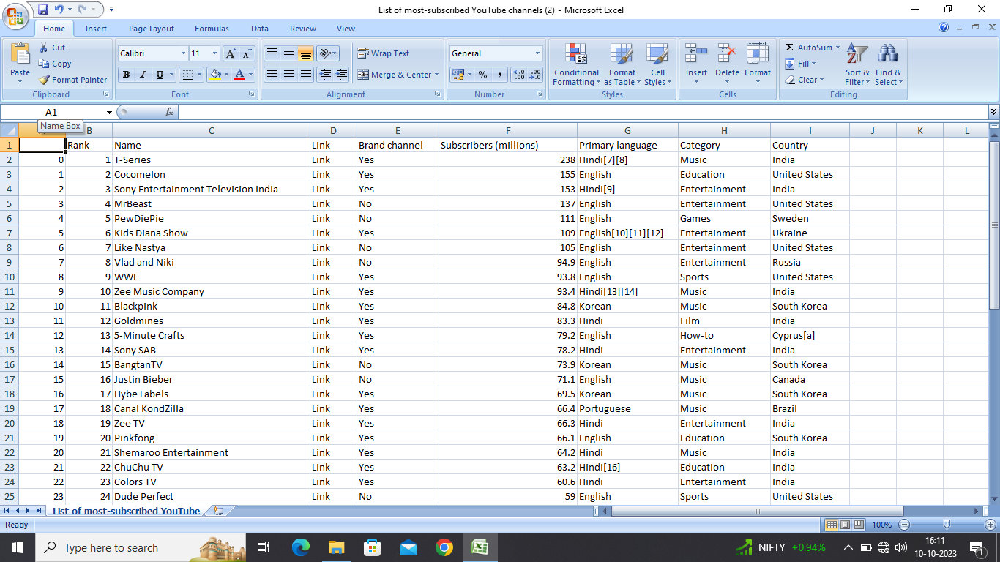 List of most-subscribed YouTube channels (2) - Microsoft Excel
Home Insert Page Layout Formulas Data Review View
Paste Cut Copy Format Painter Clipboard
Calibri 11 A A B I U A Font
Wrap Text Merge & Center Alignment
General % , .00 .0 Number
Conditional Formatting Format as Table Cell Styles Styles
Insert Delete Format Cells
Σ AutoSum Fill Clear Sort & Filter Find & Select Editing
A1 fx
Name Box
B C D E F G H I J K L
1 Rank Name Link Brand channel Subscribers (millions) Primary language Category Country
2 0 1 T-Series Link Yes 238 Hindi[7][8] Music India
3 1 2 Cocomelon Link Yes 155 English Education United States
4 2 3 Sony Entertainment Television India Link Yes 153 Hindi[9] Entertainment India
5 3 4 MrBeast Link No 137 English Entertainment United States
6 4 5 PewDiePie Link No 111 English Games Sweden
7 5 6 Kids Diana Show Link Yes 109 English[10][11][12] Entertainment Ukraine
8 6 7 Like Nastya Link No 105 English Entertainment United States
9 7 8 Vlad and Niki Link No 94.9 English Entertainment Russia
10 8 9 WWE Link Yes 93.8 English Sports United States
11 9 10 Zee Music Company Link Yes 93.4 Hindi[13][14] Music India
12 10 11 Blackpink Link Yes 84.8 Korean Music South Korea
13 11 12 Goldmines Link Yes 83.3 Hindi Film India
14 12 13 5-Minute Crafts Link Yes 79.2 English How-to Cyprus[a]
15 13 14 Sony SAB Link Yes 78.2 Hindi Entertainment India
16 14 15 BangtanTV Link No 73.9 Korean Music South Korea
17 15 16 Justin Bieber Link No 71.1 English Music Canada
18 16 17 Hybe Labels Link Yes 69.5 Korean Music South Korea
19 17 18 Canal KondZilla Link Yes 66.4 Portuguese Music Brazil
20 18 19 Zee TV Link Yes 66.3 Hindi Entertainment India
21 19 20 Pinkfong Link Yes 66.1 English Education South Korea
22 20 21 Shemaroo Entertainment Link Yes 64.2 Hindi Music India
23 21 22 ChuChu TV Link Yes 63.2 Hindi[16] Education India
24 22 23 Colors TV Link Yes 60.6 Hindi Entertainment India
25 23 24 Dude Perfect Link No 59 English Sports United States
List of most-subscribed YouTube
Ready 100%
Type here to search NIFTY +0.94% 16:11
10-10-2023 1